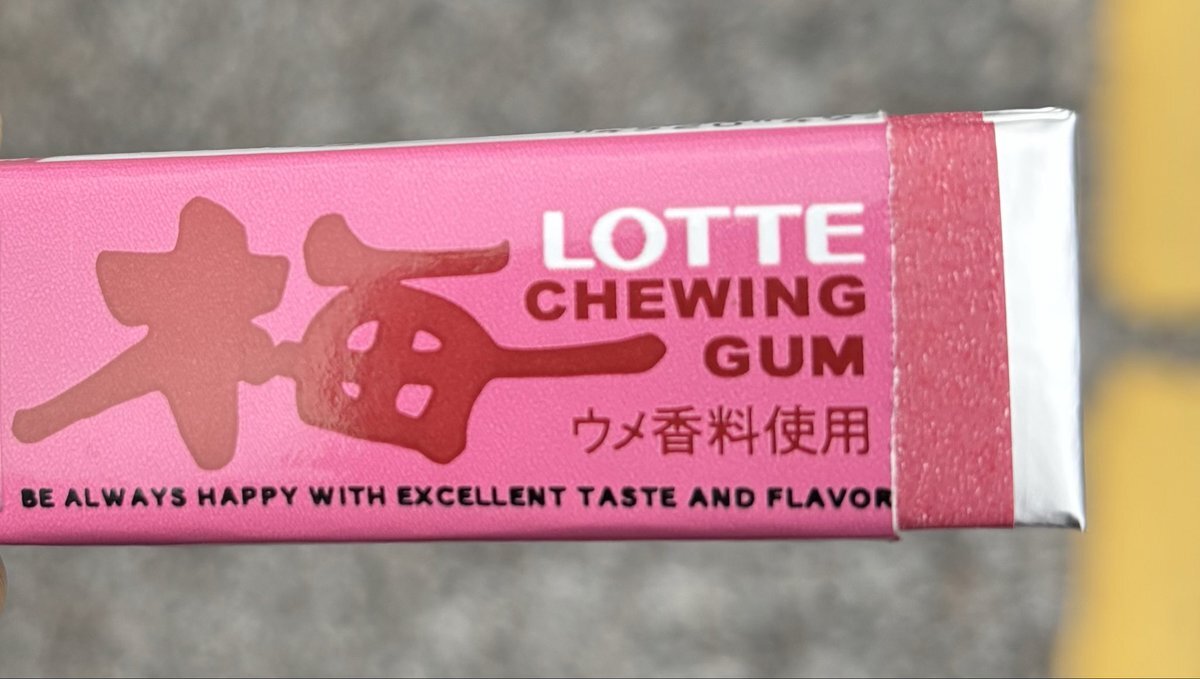 梅
LOTTE
CHEWING
GUM
ウメ香料使用
BE ALWAYS HAPPY WITH EXCELLENT TASTE AND FLAVOR